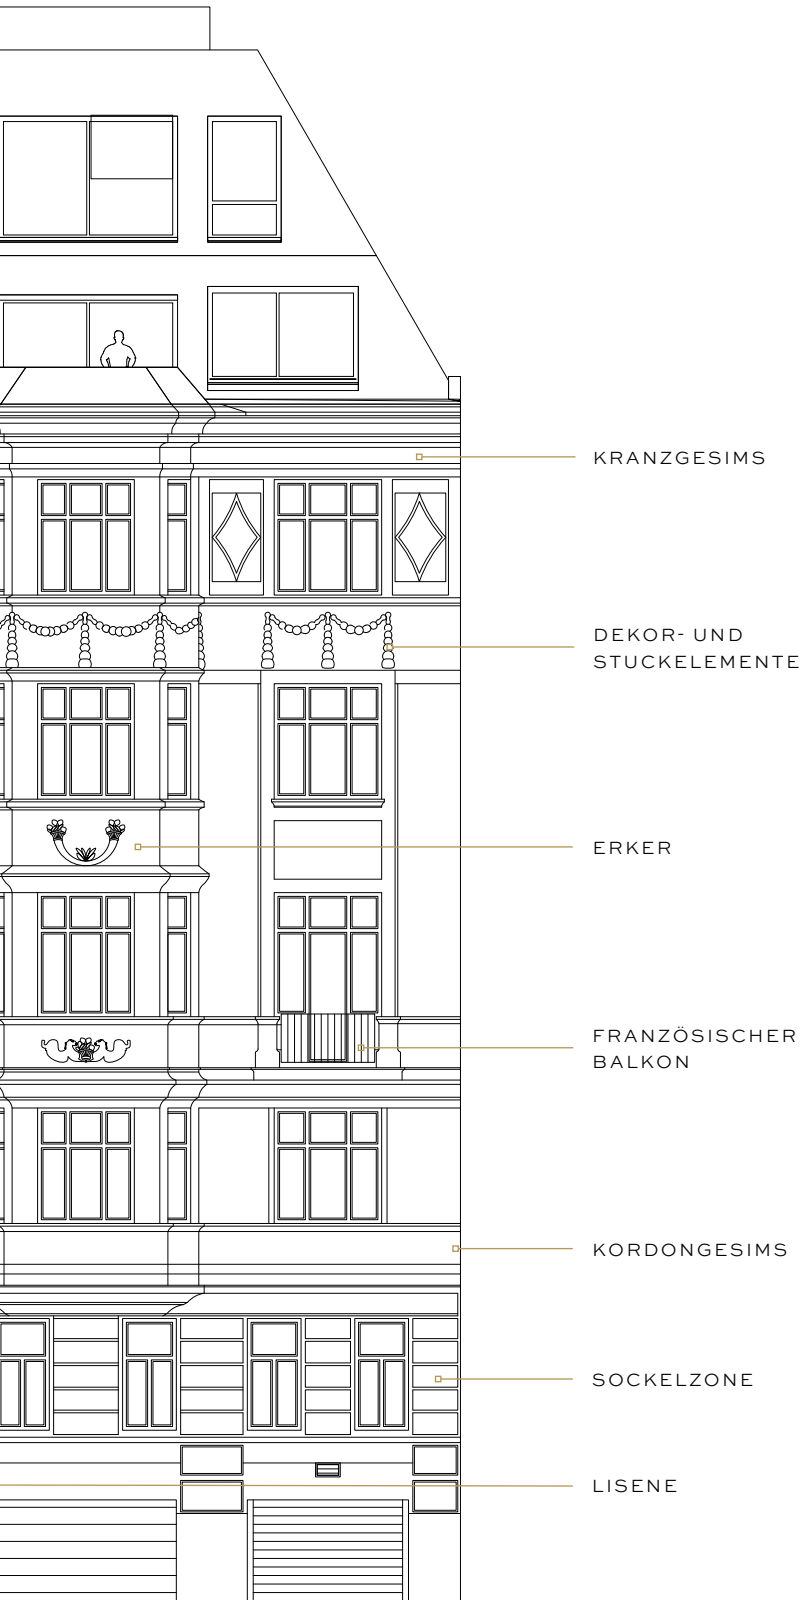 KRANZGESIMS
DEKOR- UND
STUCKELEMENTE
ERKER
FRANZÖSISCHER
BALKON
KORDONGESIMS
SOCKELZONE
LISENE